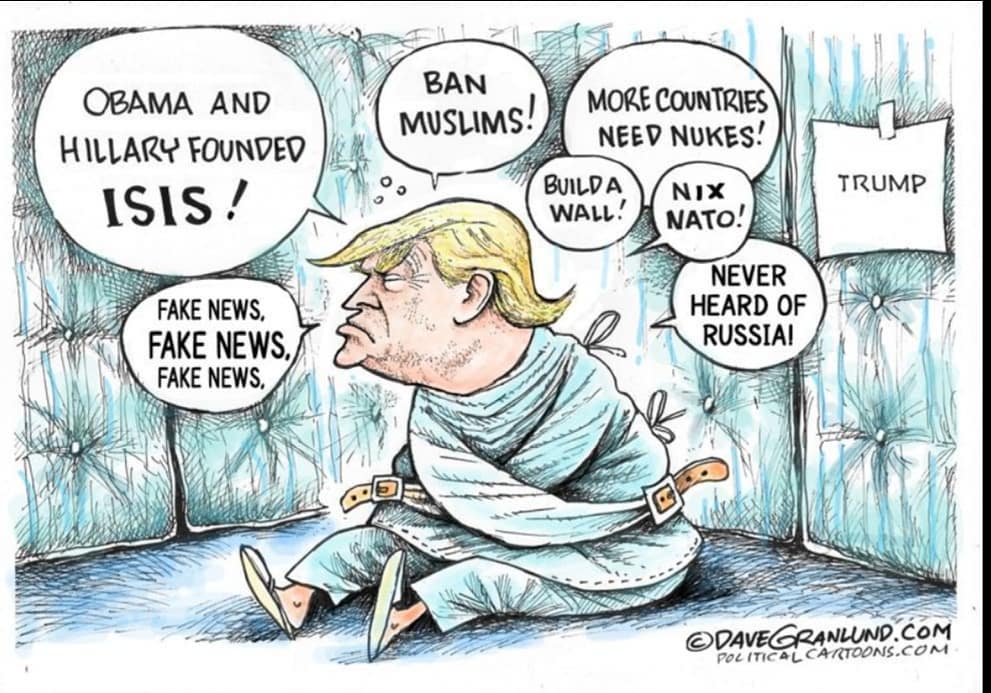 OBAMA AND
HILLARY FOUNDED
ISIS!
BAN
MUSLIMS!
MORE COUNTRIES
NEED NUKES!
BUILD A
WALL!
NIX
NATO!
TRUMP
FAKE NEWS,
FAKE NEWS,
FAKE NEWS,
NEVER
HEARD OF
RUSSIA!
©DAVEGRANLUND.COM
POLITICALCARTOONS.COM